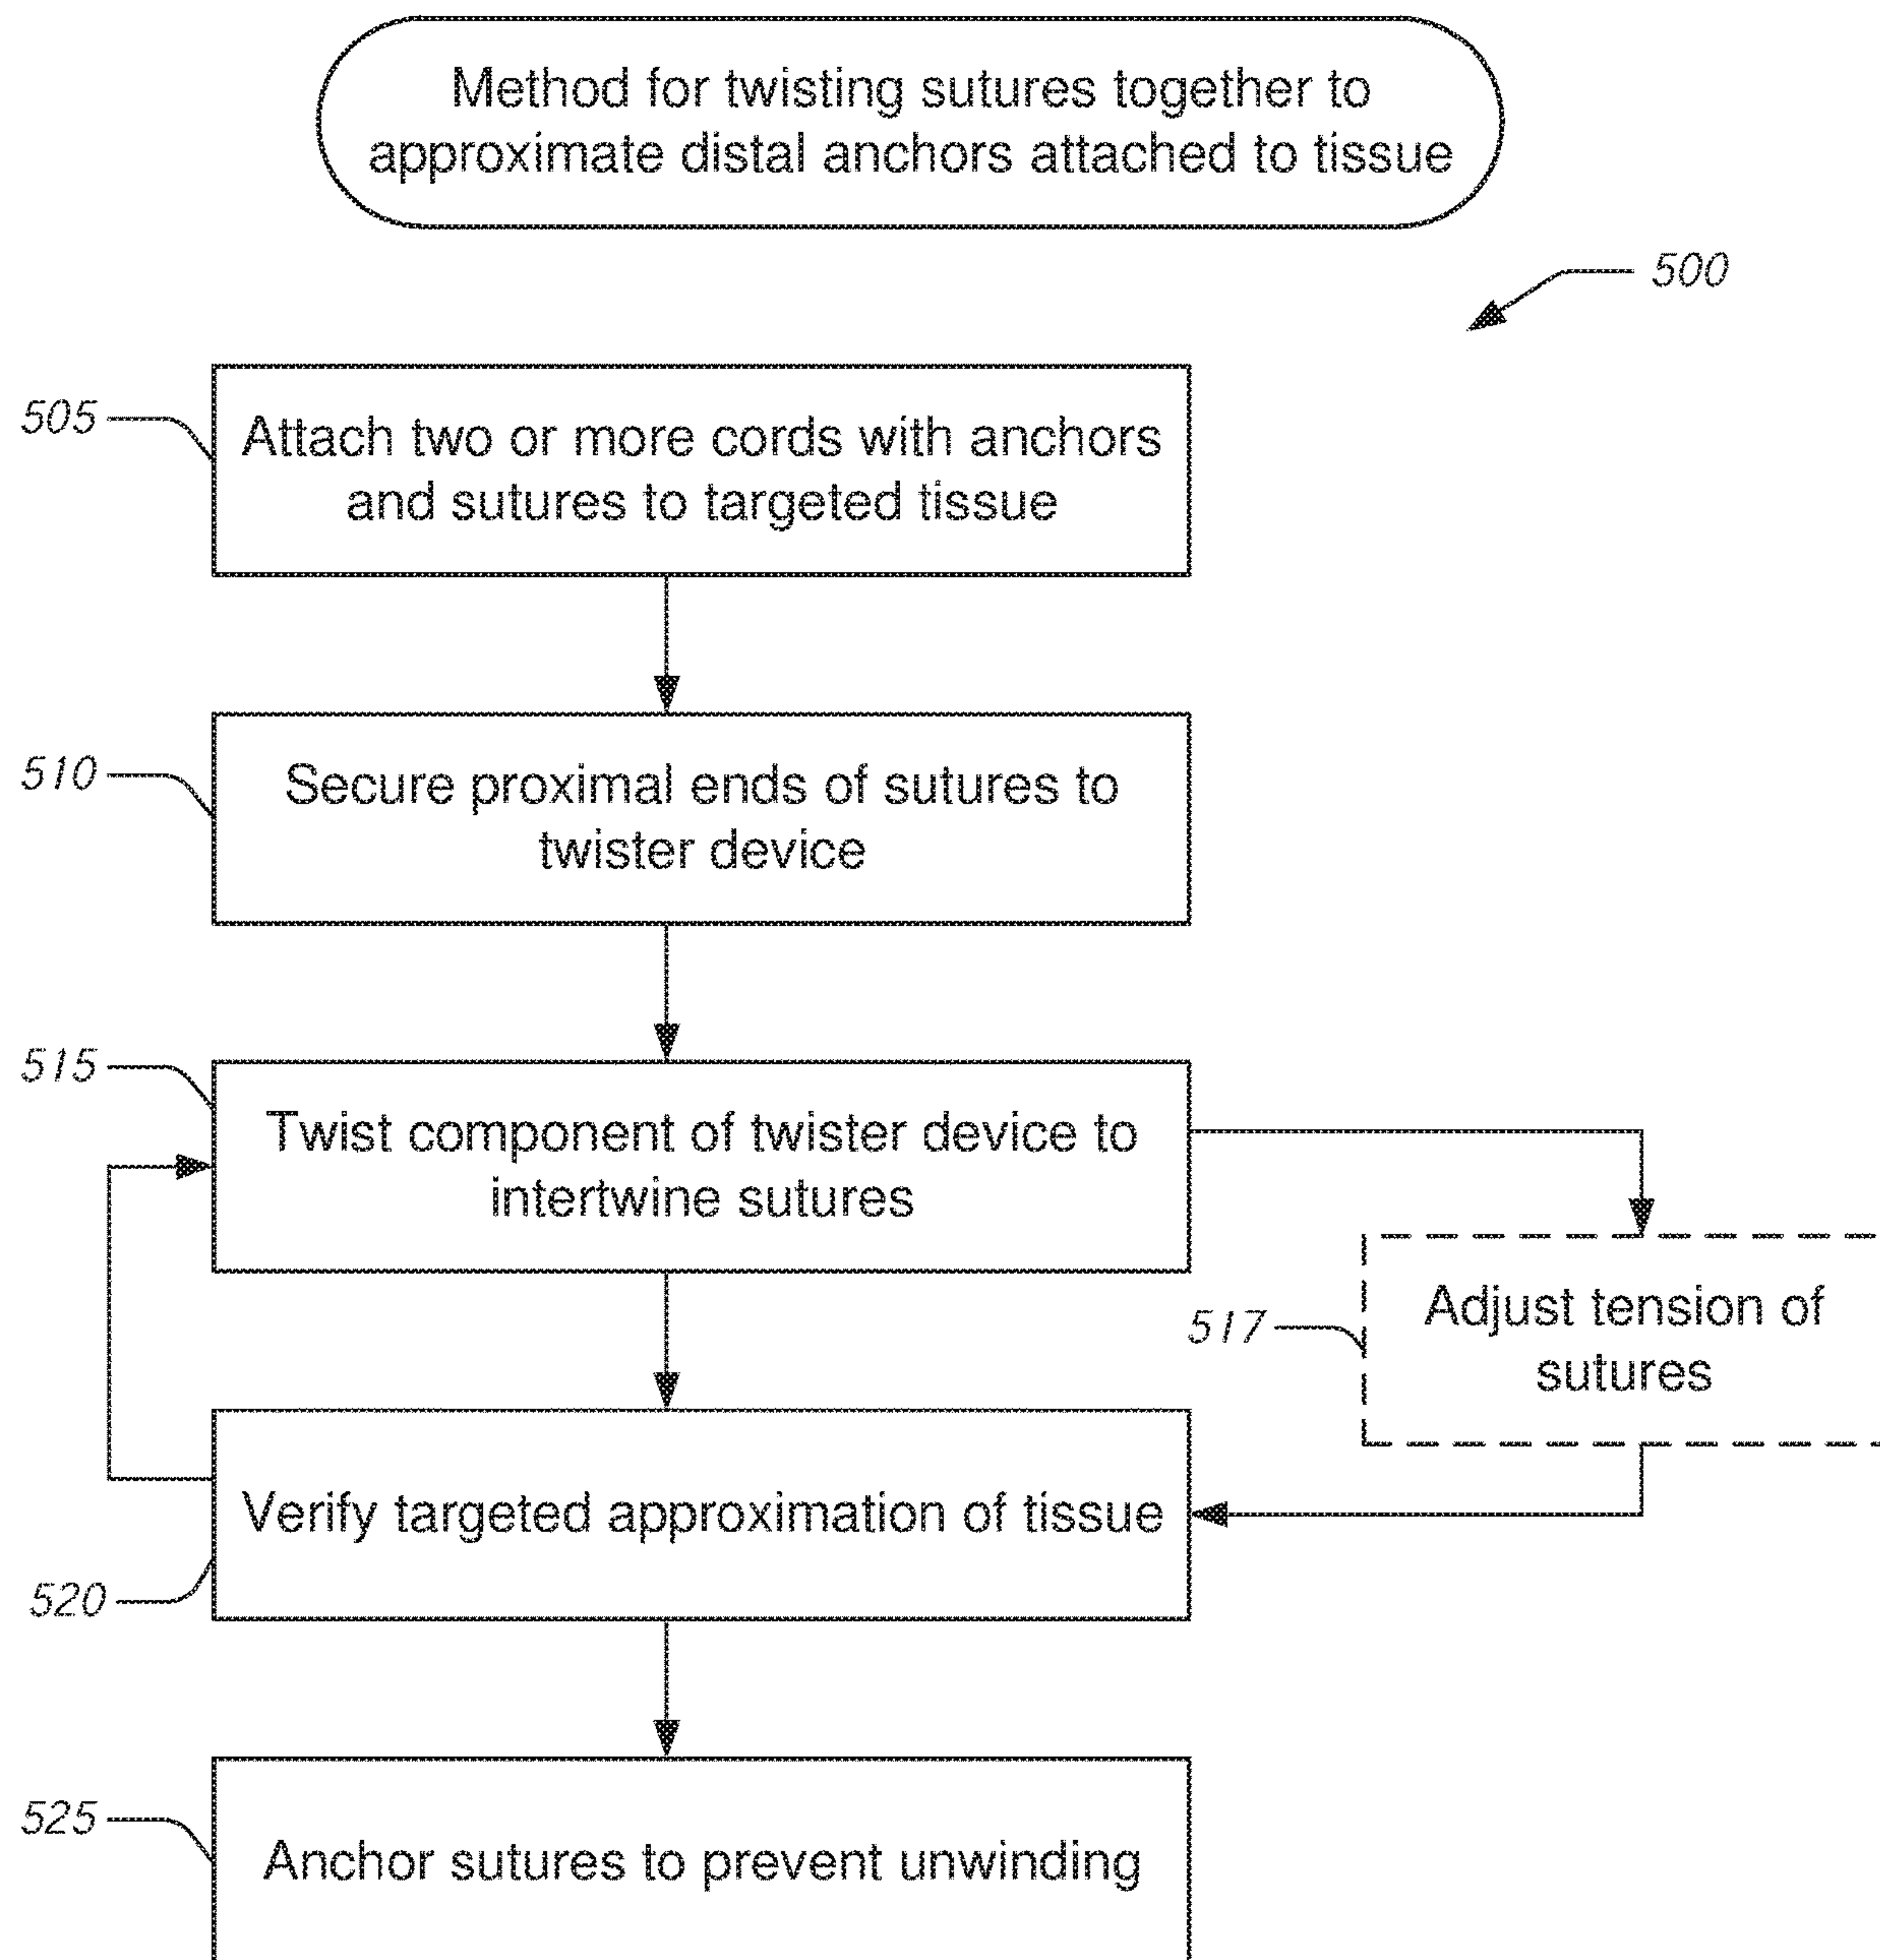 Method for twisting sutures together to
approximate distal anchors attached to tissue
500
505
Attach two or more cords with anchors
and sutures to targeted tissue
510
Secure proximal ends of sutures to
twister device
515
Twist component of twister device to
intertwine sutures
517
Adjust tension of
sutures
Verify targeted approximation of tissue
520
525
Anchor sutures to prevent unwinding